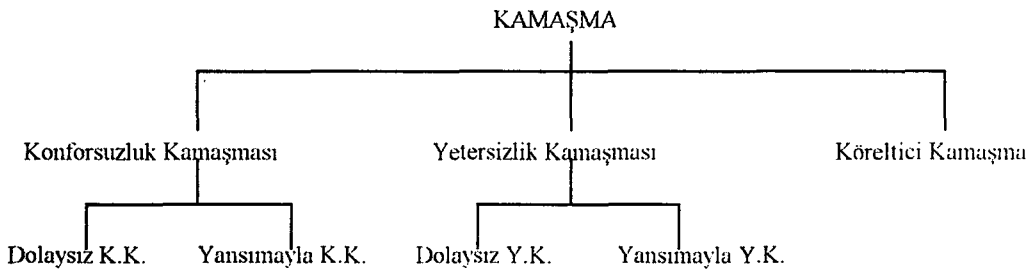 KAMAŞMA
Konforsuzluk Kamaşması Yetersizlik Kamaşması Köreltici Kamaşma
Dolaysız K.K. Yansımayla K.K. Dolaysız Y.K. Yansımayla Y.K.